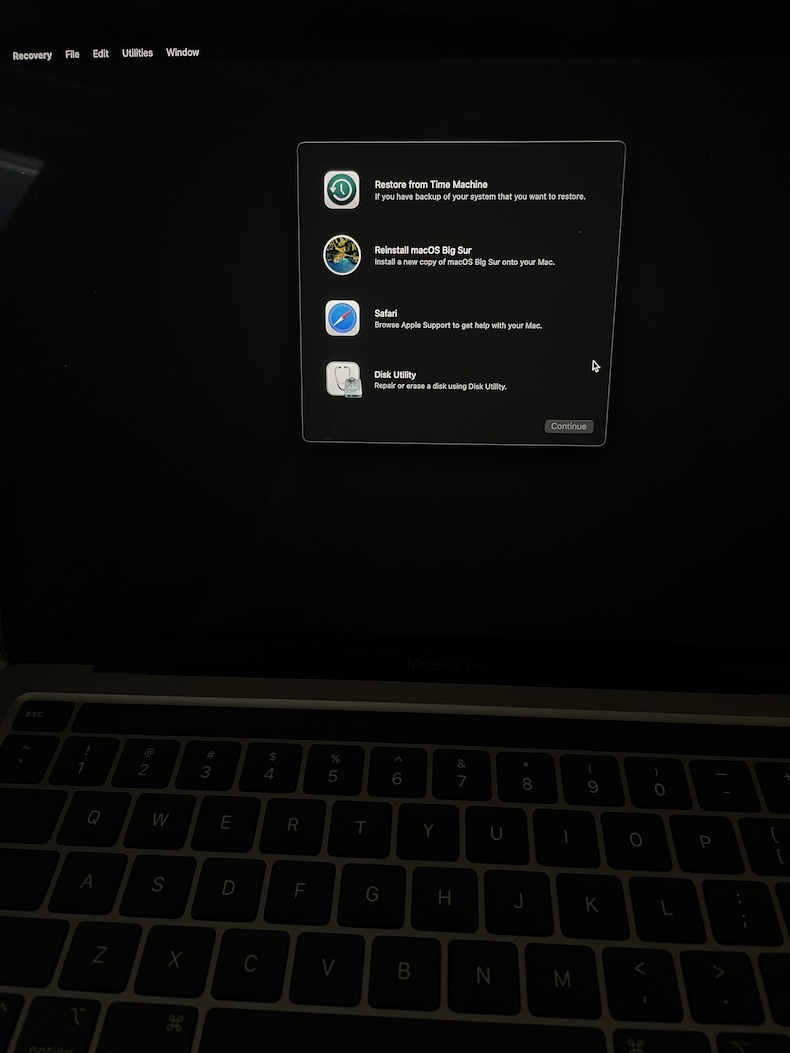 Recovery File Edit Utilities Window
Restore from Time Machine
If you have backup of your system that you want to restore.
Reinstall macOS Big Sur
Install a new copy of macOS Big Sur onto your Mac.
Safari
Browse Apple Support to get help with your Mac.
Disk Utility
Repair or erase a disk using Disk Utility.
Continue
MacBook Pro
esc
~ ! @ # $ % ^ & * ( ) —
` 1 2 3 4 5 6 7 8 9 0 -
Q W E R T Y U I O P {
[
A S D F G H J K L :
;
Z X C V B N M < >
, .
⌥ ⌘ ⌘ ⌥
option